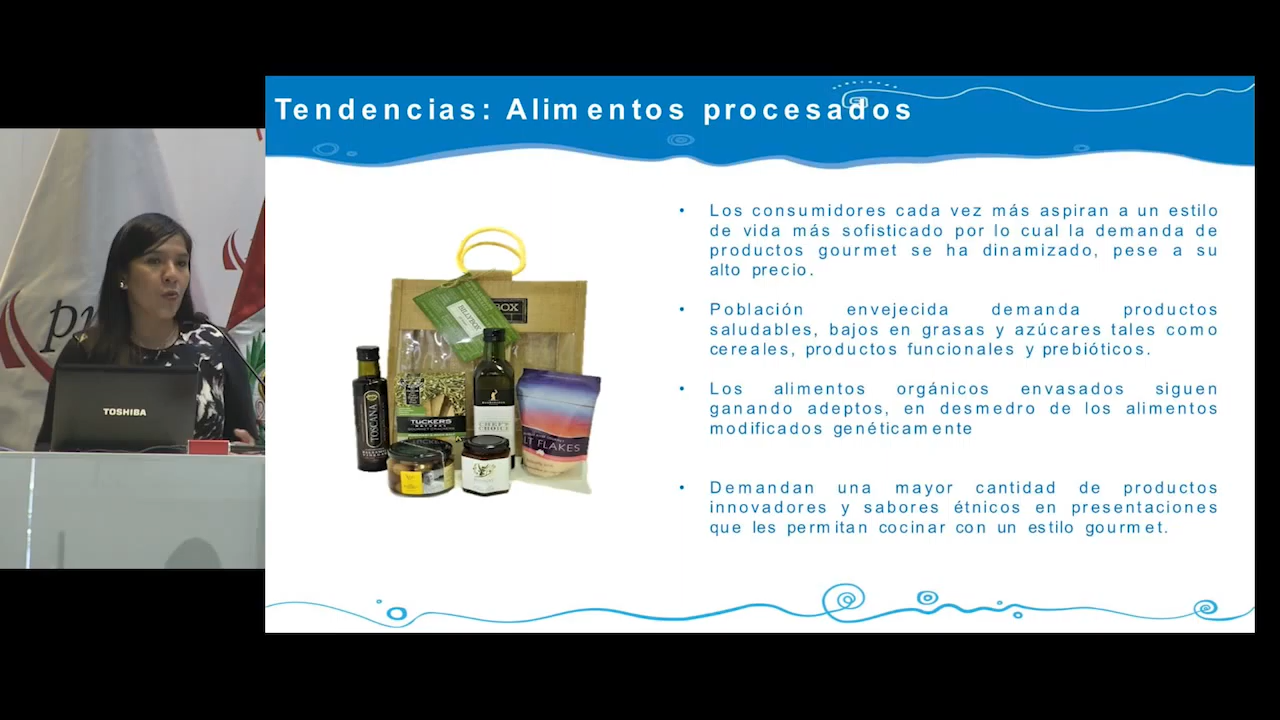 Tendencias: Alimentos procesados
• Los consumidores cada vez más aspiran a un estilo
de vida más sofisticado por lo cual la demanda de
productos gourmet se ha dinamizado, pese a su
alto precio.
• Población envejecida demanda productos
saludables, bajos en grasas y azúcares tales como
cereales, productos funcionales y prebióticos.
• Los alimentos orgánicos envasados siguen
ganando adeptos, en desmedro de los alimentos
modificados genéticamente
• Demandan una mayor cantidad de productos
innovadores y sabores étnicos en presentaciones
que les permitan cocinar con un estilo gourmet.
TOSHIBA
TOSCANA
TUCKERS
NATURAL
LT FLAKES